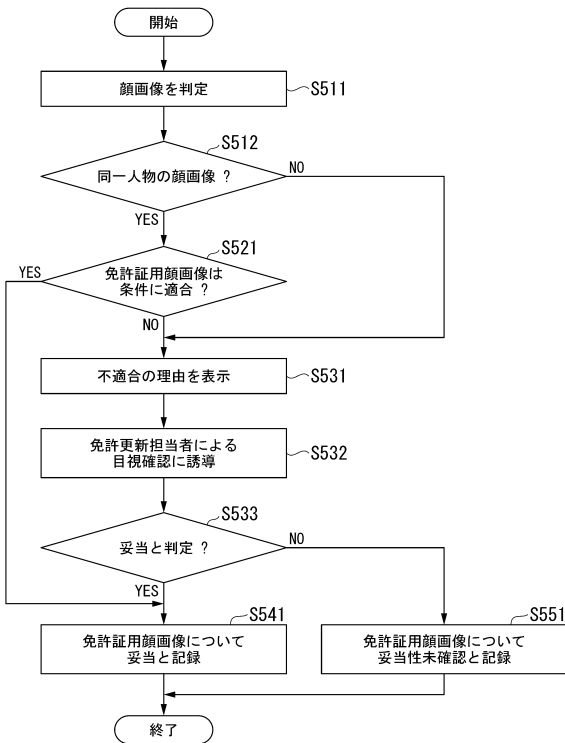 開始
顔画像を判定
S511
S512
同一人物の顔画像 ?
NO
YES
S521
YES
免許証用顔画像は
条件に適合 ?
NO
不適合の理由を表示
S531
免許更新担当者による
目視確認に誘導
S532
S533
妥当と判定 ?
NO
YES
S541
免許証用顔画像について
妥当と記録
S551
免許証用顔画像について
妥当性未確認と記録
終了